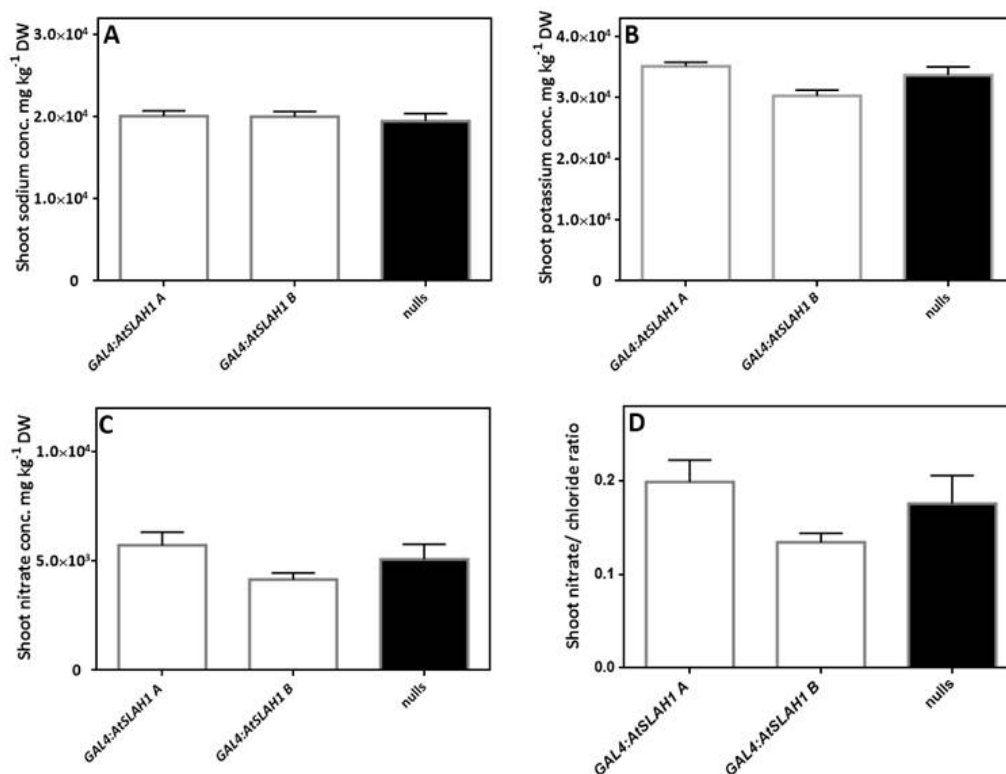 A
Shoot sodium conc. mg kg⁻¹ DW
3.0×10⁴
2.0×10⁴
1.0×10⁴
0
GAL4:AtSLAH1 A
GAL4:AtSLAH1 B
nulls
B
Shoot potassium conc. mg kg⁻¹ DW
4.0×10⁴
3.0×10⁴
2.0×10⁴
1.0×10⁴
0
GAL4:AtSLAH1 A
GAL4:AtSLAH1 B
nulls
C
Shoot nitrate conc. mg kg⁻¹ DW
1.0×10⁴
5.0×10³
0
GAL4:AtSLAH1 A
GAL4:AtSLAH1 B
nulls
D
Shoot nitrate/ chloride ratio
0.2
0.1
0.0
GAL4:AtSLAH1 A
GAL4:AtSLAH1 B
nulls